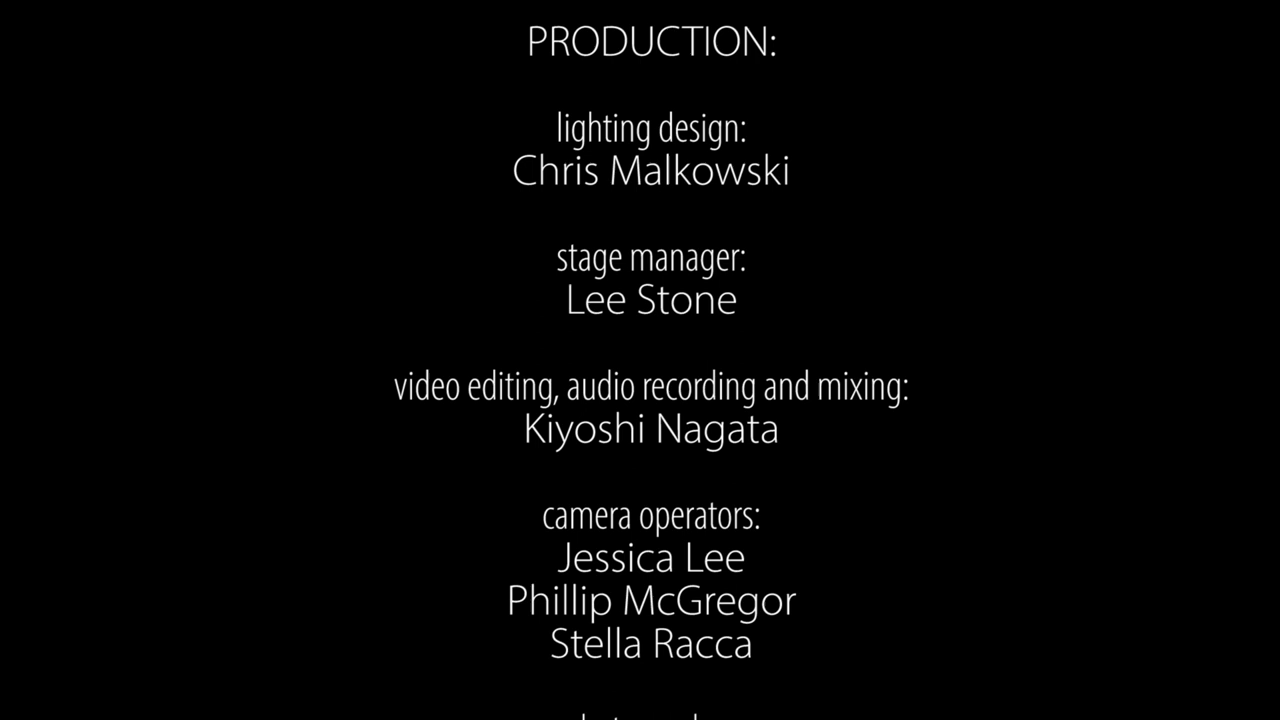 PRODUCTION:
lighting design:
Chris Malkowski
stage manager:
Lee Stone
video editing, audio recording and mixing:
Kiyoshi Nagata
camera operators:
Jessica Lee
Phillip McGregor
Stella Racca